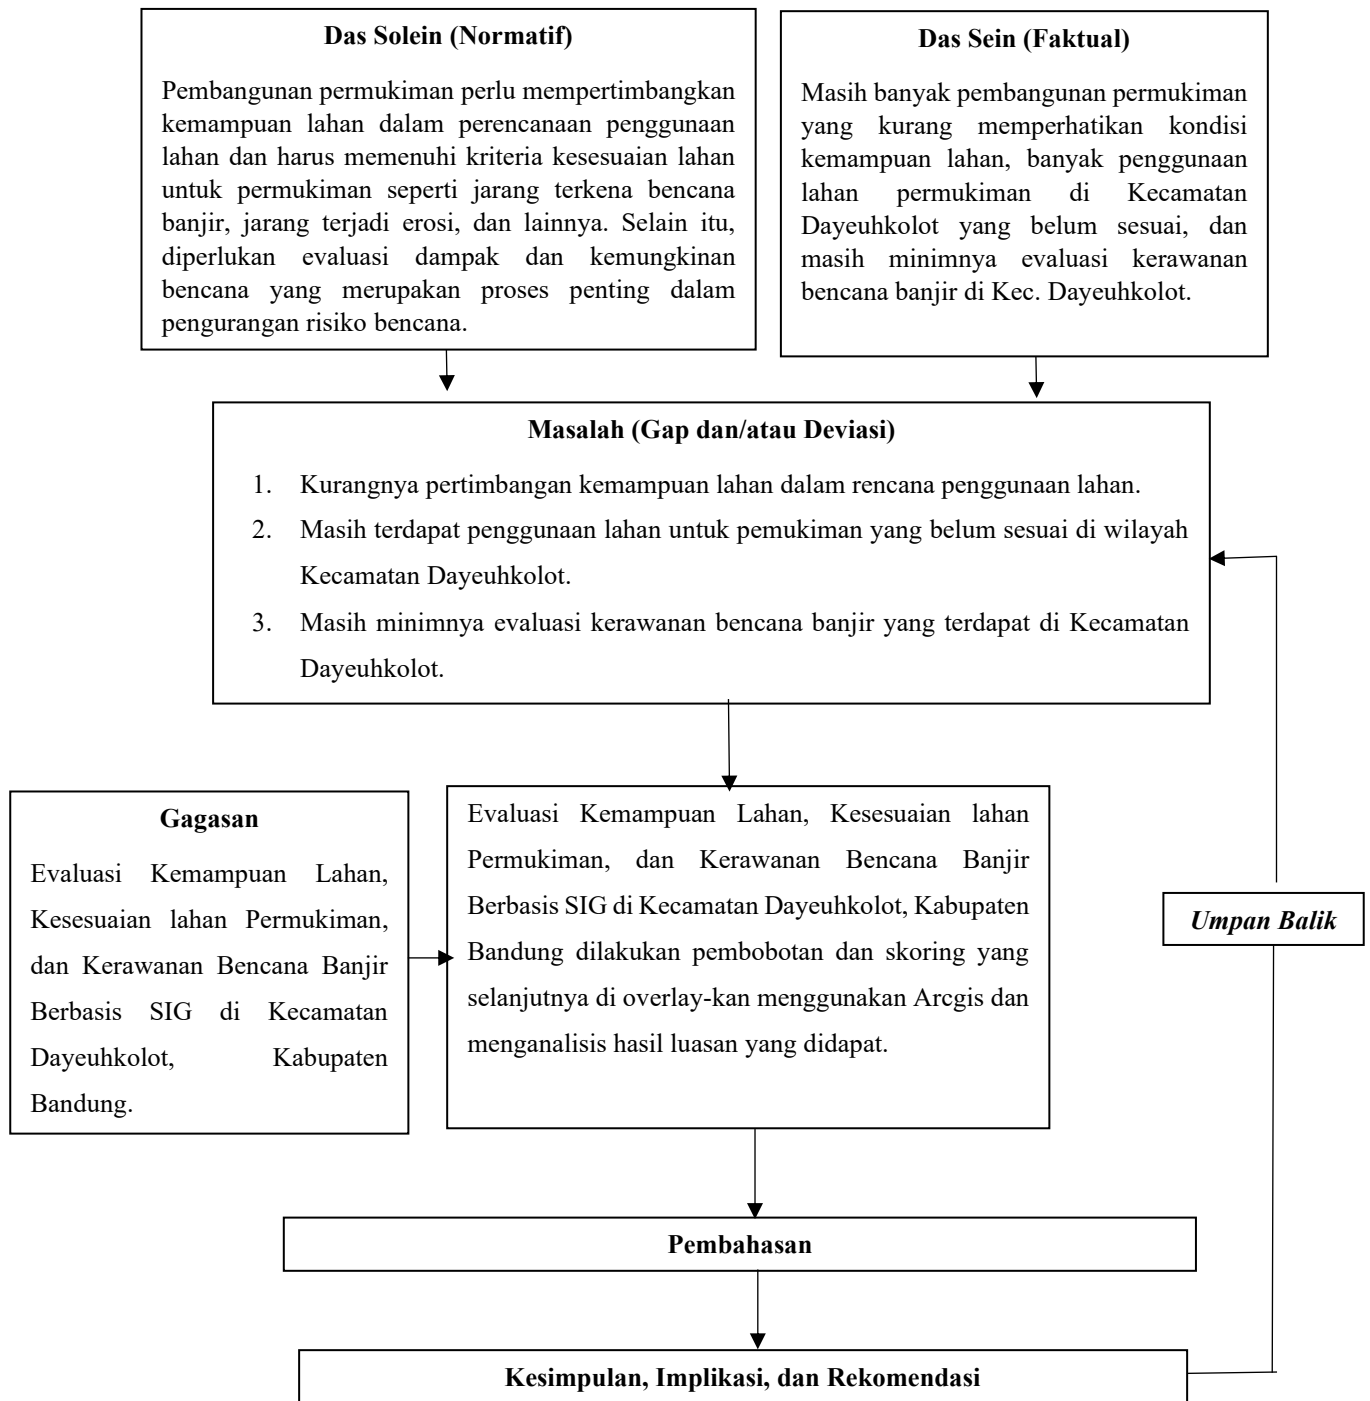 Das Solein (Normatif)
Pembangunan permukiman perlu mempertimbangkan
kemampuan lahan dalam perencanaan penggunaan
lahan dan harus memenuhi kriteria kesesuaian lahan
untuk permukiman seperti jarang terkena bencana
banjir, jarang terjadi erosi, dan lainnya. Selain itu,
diperlukan evaluasi dampak dan kemungkinan
bencana yang merupakan proses penting dalam
pengurangan risiko bencana.
Das Sein (Faktual)
Masih banyak pembangunan permukiman
yang kurang memperhatikan kondisi
kemampuan lahan, banyak penggunaan
lahan permukiman di Kecamatan
Dayeuhkolot yang belum sesuai, dan
masih minimnya evaluasi kerawanan
bencana banjir di Kec. Dayeuhkolot.
Masalah (Gap dan/atau Deviasi)
1. Kurangnya pertimbangan kemampuan lahan dalam rencana penggunaan lahan.
2. Masih terdapat penggunaan lahan untuk pemukiman yang belum sesuai di wilayah
Kecamatan Dayeuhkolot.
3. Masih minimnya evaluasi kerawanan bencana banjir yang terdapat di Kecamatan
Dayeuhkolot.
Gagasan
Evaluasi Kemampuan Lahan,
Kesesuaian lahan Permukiman,
dan Kerawanan Bencana Banjir
Berbasis SIG di Kecamatan
Dayeuhkolot, Kabupaten
Bandung.
Evaluasi Kemampuan Lahan, Kesesuaian lahan
Permukiman, dan Kerawanan Bencana Banjir
Berbasis SIG di Kecamatan Dayeuhkolot, Kabupaten
Bandung dilakukan pembobotan dan skoring yang
selanjutnya di overlay-kan menggunakan Arcgis dan
menganalisis hasil luasan yang didapat.
Umpan Balik
Pembahasan
Kesimpulan, Implikasi, dan Rekomendasi